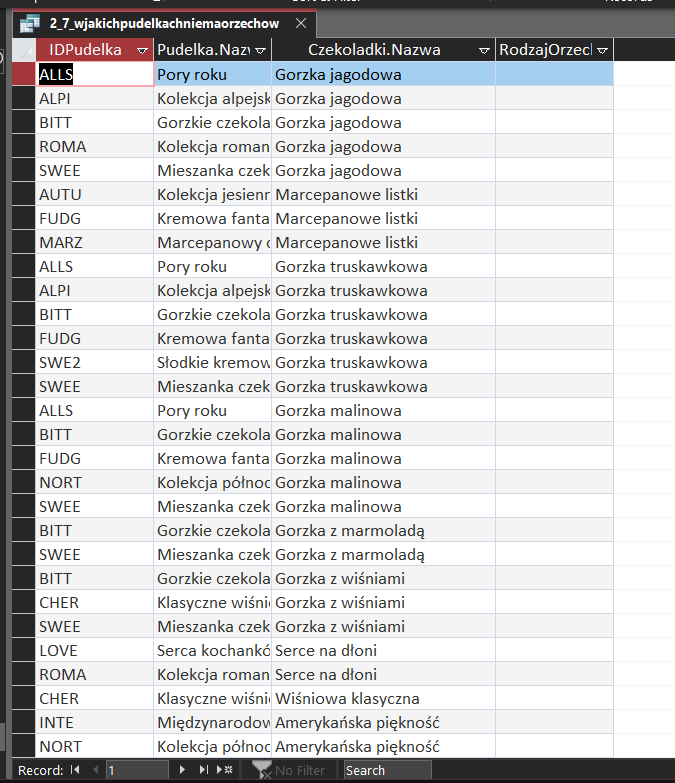 2_7_wjakichpudelkachniemaorzechow
IDPudelka Pudelka.Nazw Czekoladki.Nazwa RodzajOrzecl
ALLS Pory roku Gorzka jagodowa
ALPI Kolekcja alpejsk Gorzka jagodowa
BITT Gorzkie czekola Gorzka jagodowa
ROMA Kolekcja roman Gorzka jagodowa
SWEE Mieszanka czek Gorzka jagodowa
AUTU Kolekcja jesienn Marcepanowe listki
FUDG Kremowa fanta Marcepanowe listki
MARZ Marcepanowy Marcepanowe listki
ALLS Pory roku Gorzka truskawkowa
ALPI Kolekcja alpejsk Gorzka truskawkowa
BITT Gorzkie czekola Gorzka truskawkowa
FUDG Kremowa fanta Gorzka truskawkowa
SWE2 Słodkie kremow Gorzka truskawkowa
SWEE Mieszanka czek Gorzka truskawkowa
ALLS Pory roku Gorzka malinowa
BITT Gorzkie czekola Gorzka malinowa
FUDG Kremowa fanta Gorzka malinowa
NORT Kolekcja północ Gorzka malinowa
SWEE Mieszanka czek Gorzka malinowa
BITT Gorzkie czekola Gorzka z marmoladą
SWEE Mieszanka czek Gorzka z marmoladą
BITT Gorzkie czekola Gorzka z wiśniami
CHER Klasyczne wiśni Gorzka z wiśniami
SWEE Mieszanka czek Gorzka z wiśniami
LOVE Serca kochankó Serce na dłoni
ROMA Kolekcja roman Serce na dłoni
CHER Klasyczne wiśni Wiśniowa klasyczna
INTE Międzynarodow Amerykańska piękność
NORT Kolekcja północ Amerykańska piękność
Record: 1 No Filter Search